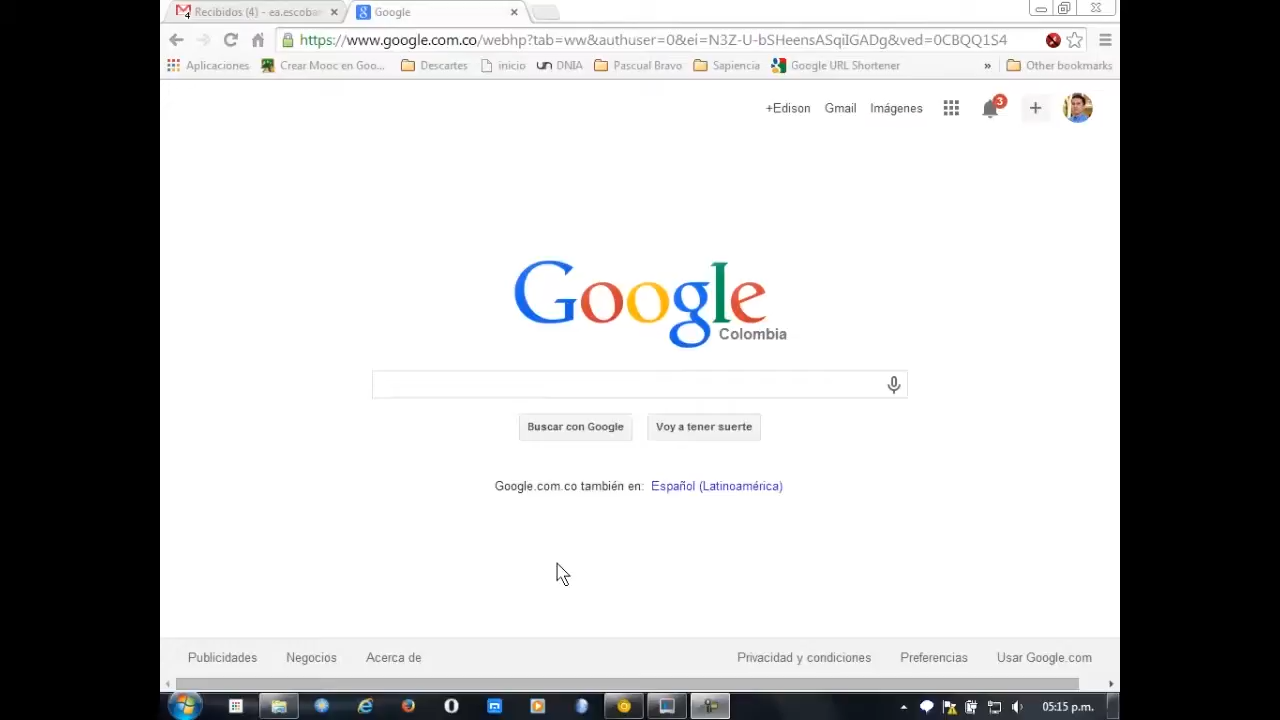 Recibidos (4) - ea.escobar
Google
https://www.google.com.co/webhp?tab=ww&authuser=0&ei=N3Z-U-bSHeensASqiIGADg&ved=0CBQQ1S4
Aplicaciones
Crear Mooc en Goo...
Descartes
inicio
DNIA
Pascual Bravo
Sapiencia
Google URL Shortener
»
Other bookmarks
+Edison
Gmail
Imágenes
3
Google
Colombia
Buscar con Google
Voy a tener suerte
Google.com.co también en: Español (Latinoamérica)
Publicidades
Negocios
Acerca de
Privacidad y condiciones
Preferencias
Usar Google.com
05:15 p.m.